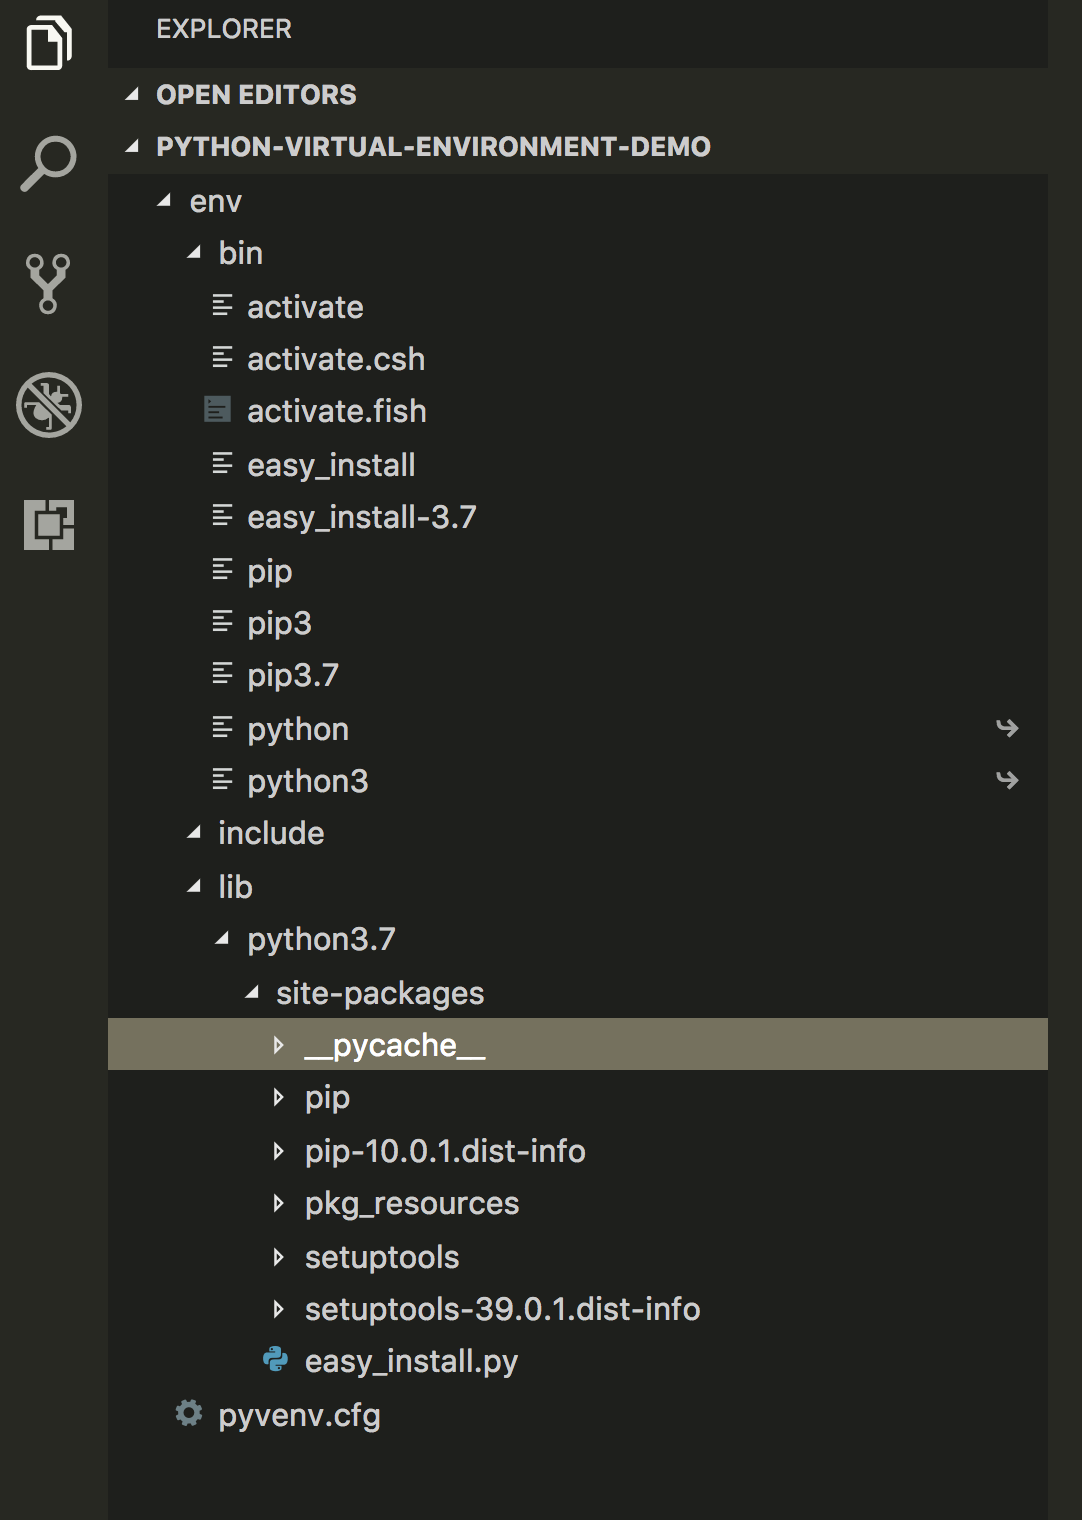 EXPLORER
OPEN EDITORS
PYTHON-VIRTUAL-ENVIRONMENT-DEMO
env
bin
activate
activate.csh
activate.fish
easy_install
easy_install-3.7
pip
pip3
pip3.7
python
python3
include
lib
python3.7
site-packages
__pycache__
pip
pip-10.0.1.dist-info
pkg_resources
setuptools
setuptools-39.0.1.dist-info
easy_install.py
pyvenv.cfg